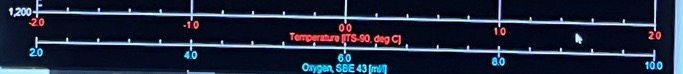 1,200
-2.0 -1.0 0.0 1.0 2.0
Temperature [ITS-90, deg C]
2.0 4.0 6.0 8.0 10.0
Oxygen, SBE 43 [ml/l]